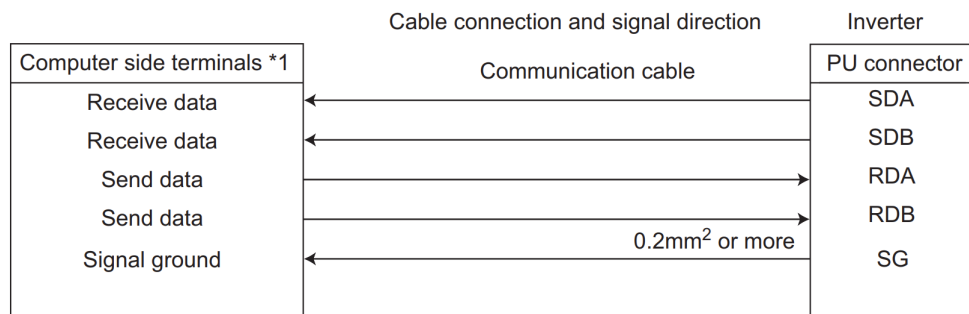 Cable connection and signal direction Inverter
Computer side terminals *1 Communication cable PU connector
Receive data SDA
Receive data SDB
Send data RDA
Send data RDB
0.2mm² or more
Signal ground SG